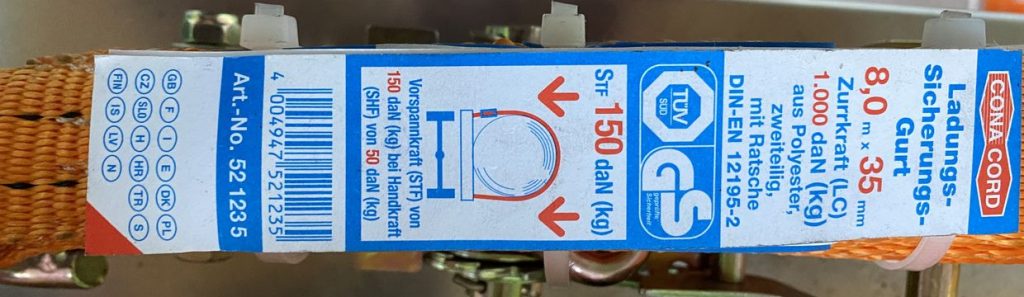 CONACORD
Ladungs-
Sicherungs-
Gurt
8,0 m x 35 mm
Zurrkraft (LC)
1.000 daN (kg)
aus Polyester,
zweiteilig,
mit Ratsche
DIN-EN 12195-2
TÜV
SÜD
GS
geprüfte
Sicherheit
STF 150 daN (kg)
Vorspannkraft (STF) von
150 daN (kg) bei Handkraft
(SHF) von 50 daN (kg)
4 004947 521235
Art.-No. 52 1235
GB F I E DK PL
CZ SLO H HR TR S
FIN IS LV N